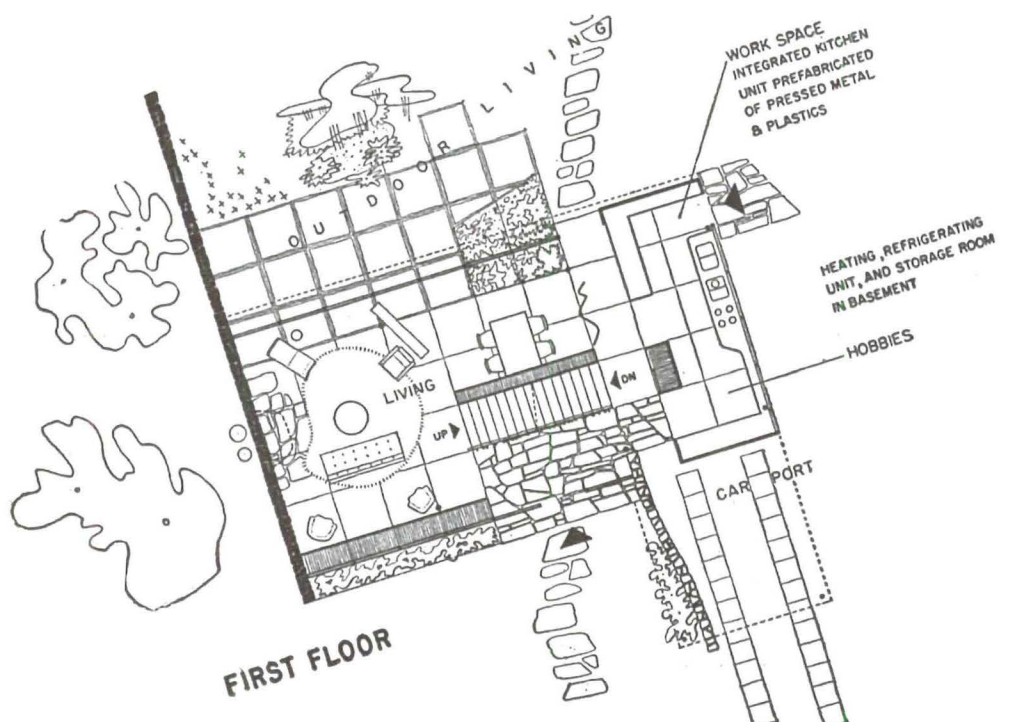 OUTDOOR LIVING
WORK SPACE
INTEGRATED KITCHEN
UNIT PREFABRICATED
OF PRESSED METAL
& PLASTICS
HEATING, REFRIGERATING
UNIT, AND STORAGE ROOM
IN BASEMENT
HOBBIES
LIVING
DN
UP
CAR PORT
FIRST FLOOR